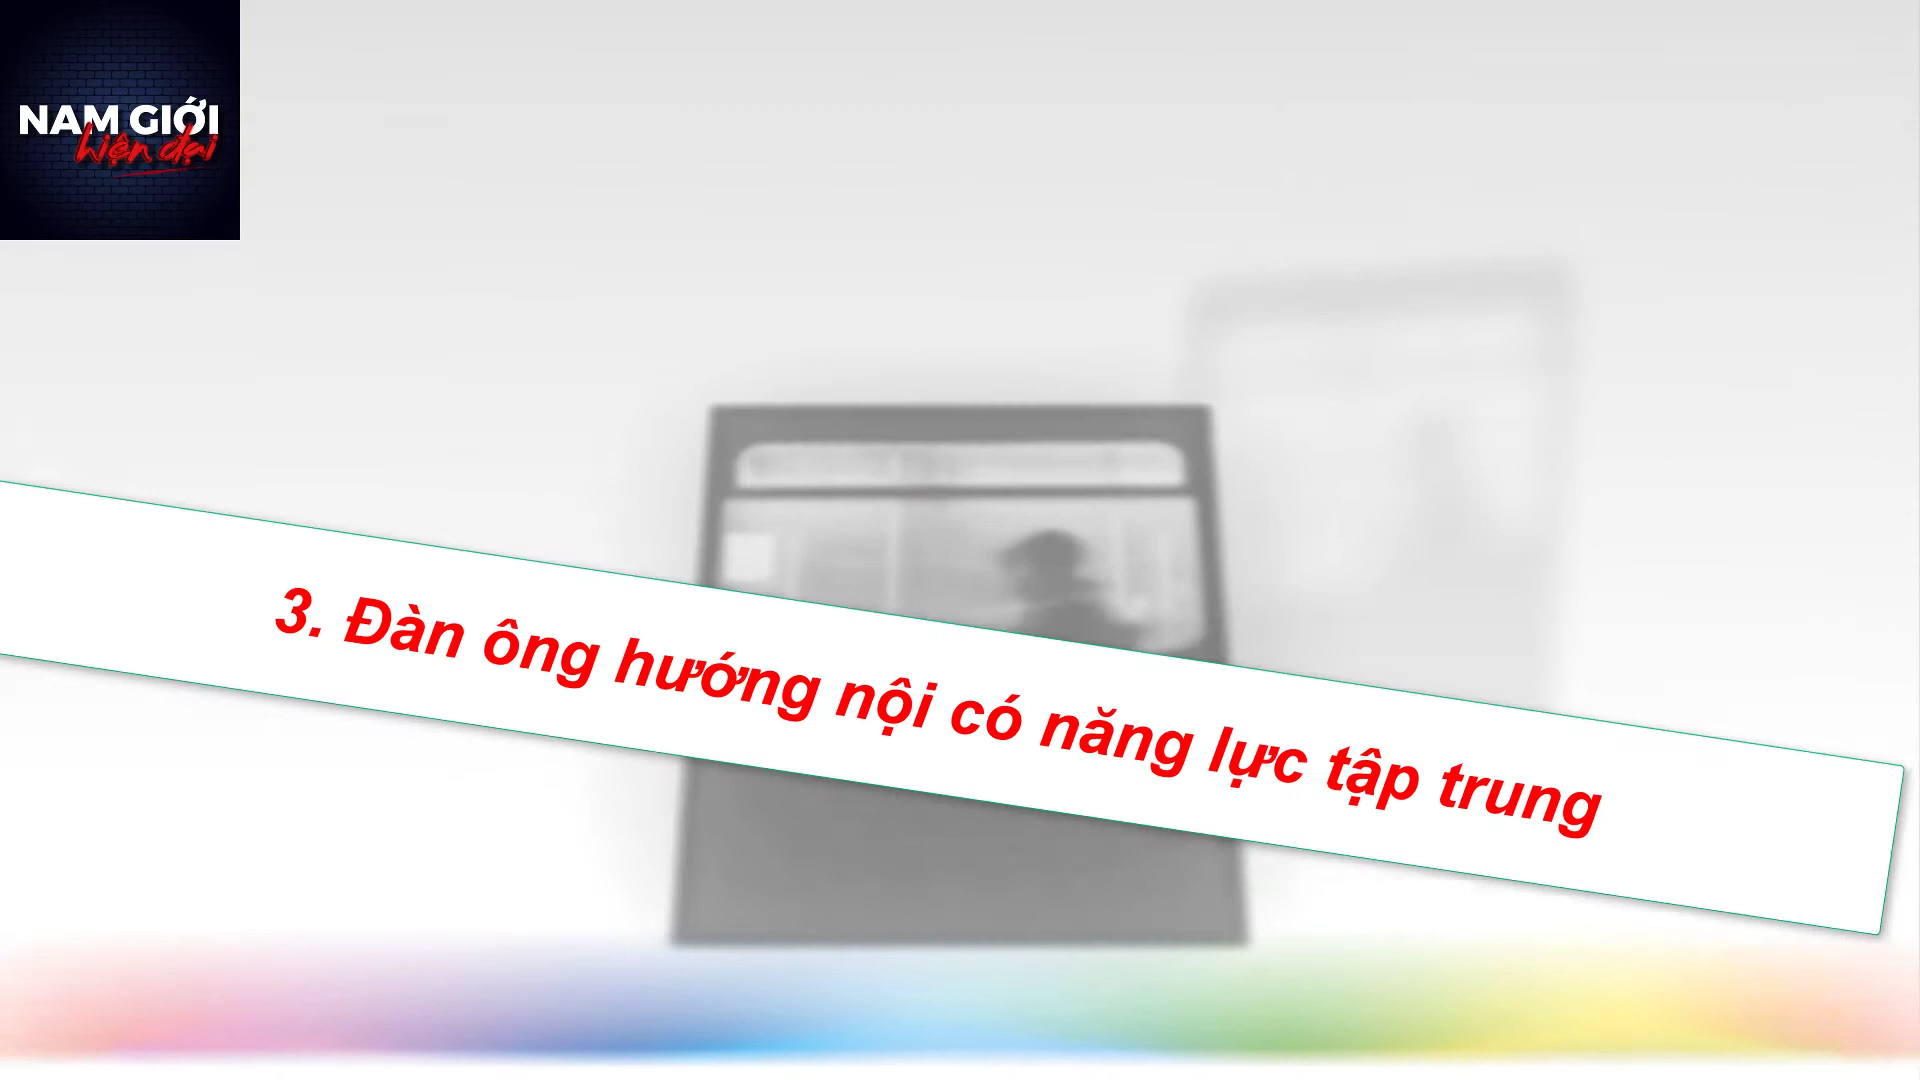 NAM GIỚI
hiện đại
3. Đàn ông hướng nội có năng lực tập trung